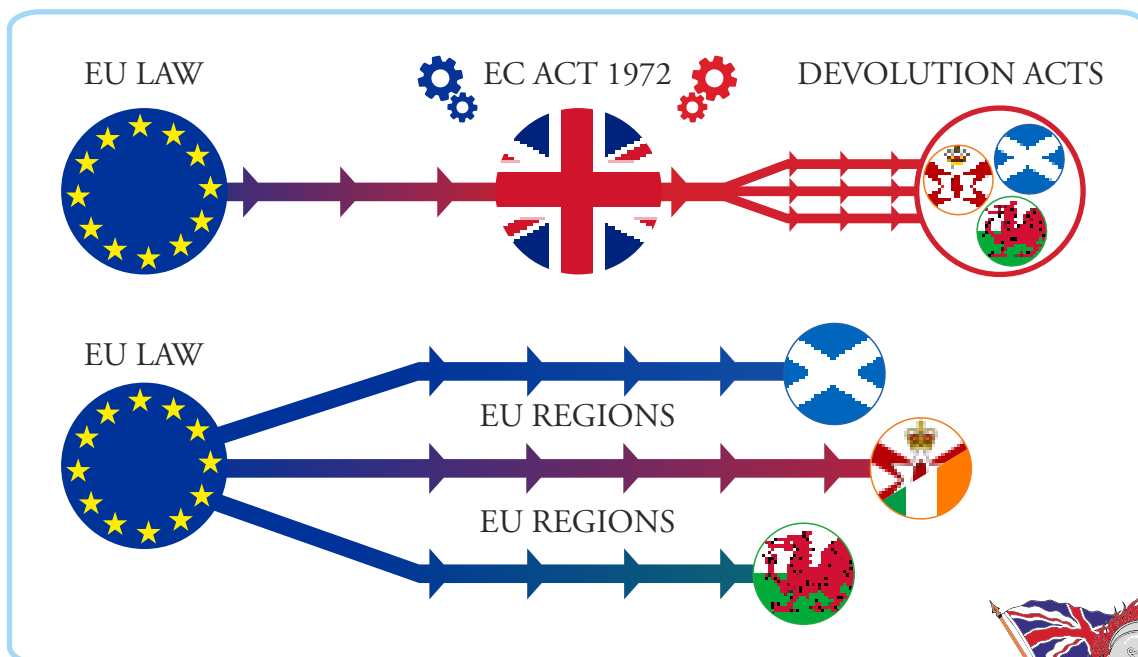 EU LAW
EC ACT 1972
DEVOLUTION ACTS
EU LAW
EU REGIONS
EU REGIONS